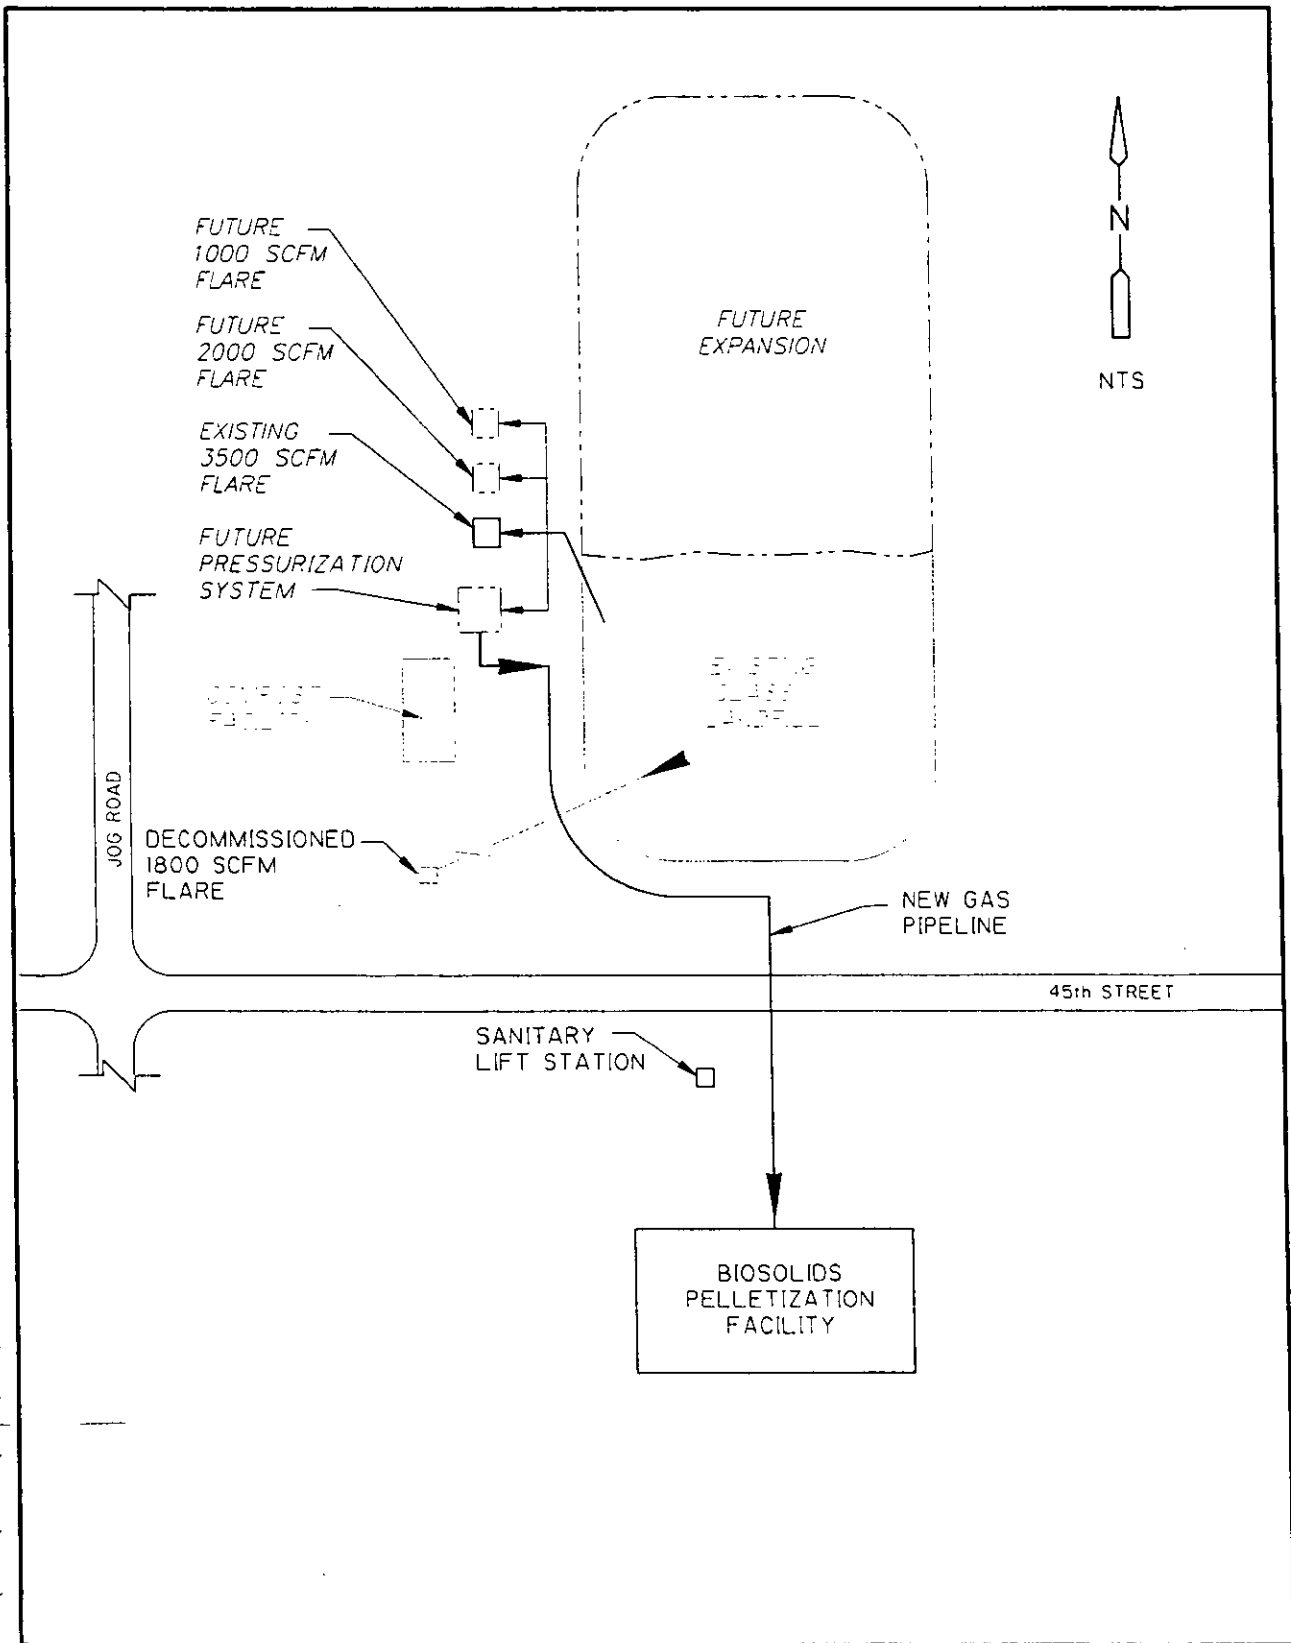 FUTURE
1000 SCFM
FLARE
FUTURE
2000 SCFM
FLARE
EXISTING
3500 SCFM
FLARE
FUTURE
PRESSURIZATION
SYSTEM
FUTURE
EXPANSION
N
NTS
JOG ROAD
DECOMMISSIONED
1800 SCFM
FLARE
NEW GAS
PIPELINE
45th STREET
SANITARY
LIFT STATION
BIOSOLIDS
PELLETIZATION
FACILITY